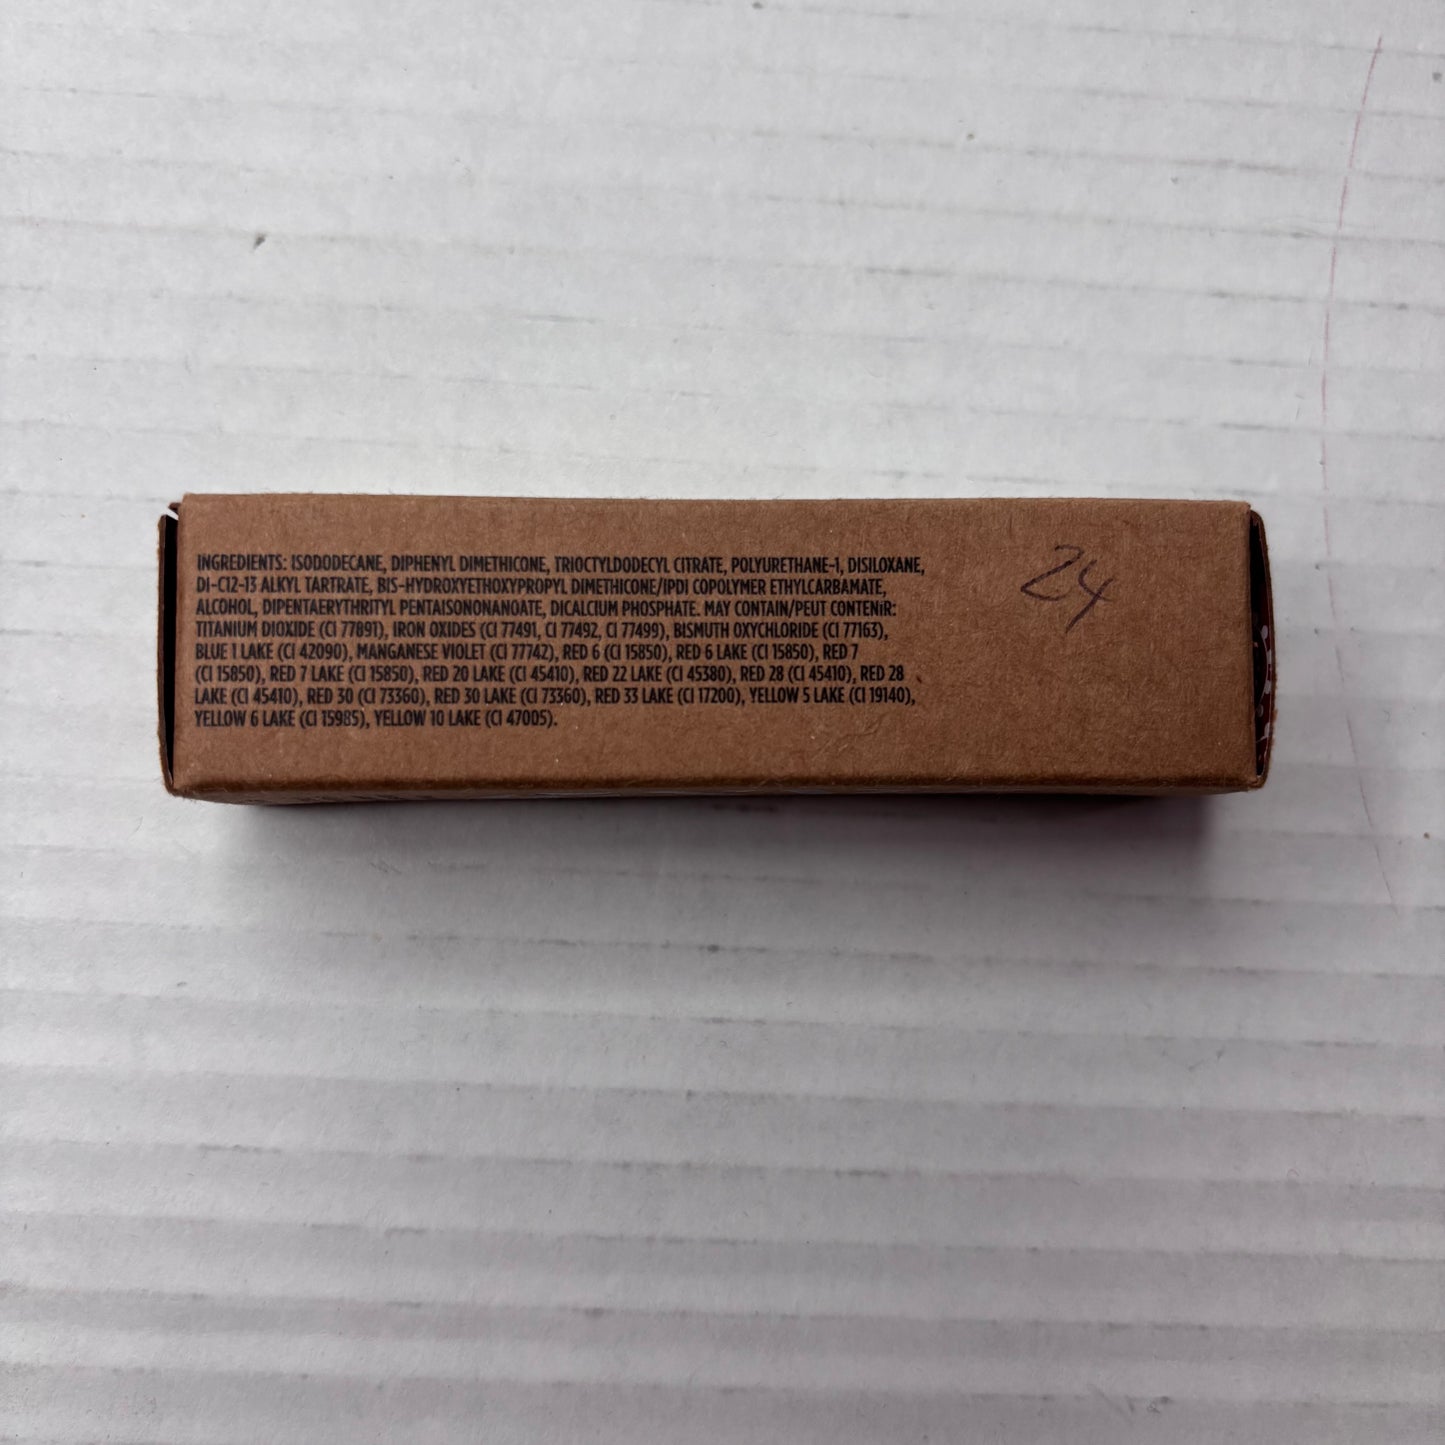 INGREDIENTS: ISODODECANE, DIPHENYL DIMETHICONE, TRIOCTYLDODECYL CITRATE, POLYURETHANE-1, DISILOXANE,
DI-C12-13 ALKYL TARTRATE, BIS-HYDROXYETHOXYPROPYL DIMETHICONE/IPDI COPOLYMER ETHYLCARBAMATE,
ALCOHOL, DIPENTAERYTHRITYL PENTAISONONANOATE, DICALCIUM PHOSPHATE. MAY CONTAIN/PEUT CONTENiR:
TITANIUM DIOXIDE (CI 77891), IRON OXIDES (CI 77491, CI 77492, CI 77499), BISMUTH OXYCHLORIDE (CI 77163),
BLUE 1 LAKE (CI 42090), MANGANESE VIOLET (CI 77742), RED 6 (CI 15850), RED 6 LAKE (CI 15850), RED 7
(CI 15850), RED 7 LAKE (CI 15850), RED 20 LAKE (CI 45410), RED 22 LAKE (CI 45380), RED 28 (CI 45410), RED 28
LAKE (CI 45410), RED 30 (CI 73360), RED 30 LAKE (CI 73360), RED 33 LAKE (CI 17200), YELLOW 5 LAKE (CI 19140),
YELLOW 6 LAKE (CI 15985), YELLOW 10 LAKE (CI 47005).
24